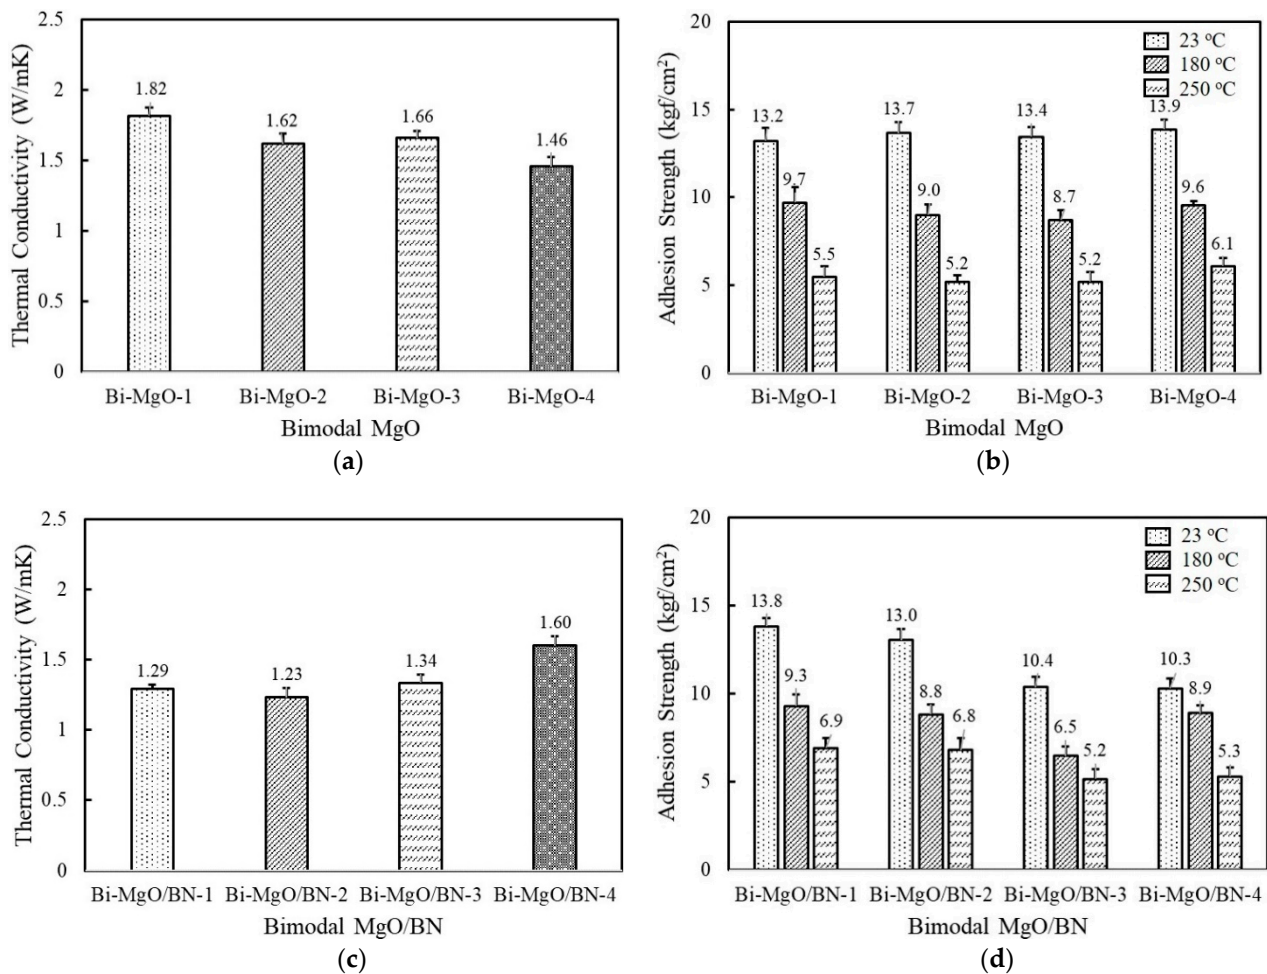 2.5
2
1.5
1
0.5
0
Thermal Conductivity (W/mK)
1.82
1.62
1.66
1.46
Bi-MgO-1 Bi-MgO-2 Bi-MgO-3 Bi-MgO-4
Bimodal MgO
(a)
20
15
10
5
0
Adhesion Strength (kgf/cm²)
23 °C
180 °C
250 °C
13.2
9.7
5.5
13.7
9.0
5.2
13.4
8.7
5.2
13.9
9.6
6.1
Bi-MgO-1 Bi-MgO-2 Bi-MgO-3 Bi-MgO-4
Bimodal MgO
(b)
2.5
2
1.5
1
0.5
0
Thermal Conductivity (W/mK)
1.29
1.23
1.34
1.60
Bi-MgO/BN-1 Bi-MgO/BN-2 Bi-MgO/BN-3 Bi-MgO/BN-4
Bimodal MgO/BN
(c)
20
15
10
5
0
Adhesion Strength (kgf/cm²)
23 °C
180 °C
250 °C
13.8
9.3
6.9
13.0
8.8
6.8
10.4
6.5
5.2
10.3
8.9
5.3
Bi-MgO/BN-1 Bi-MgO/BN-2 Bi-MgO/BN-3 Bi-MgO/BN-4
Bimodal MgO/BN
(d)